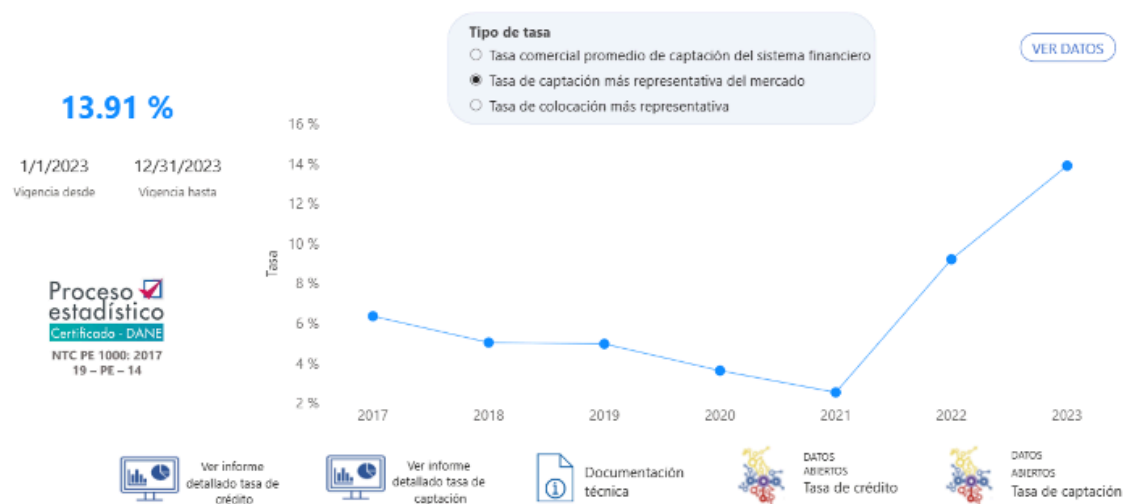 Tipo de tasa
Tasa comercial promedio de captación del sistema financiero
Tasa de captación más representativa del mercado
Tasa de colocación más representativa
VER DATOS
13.91 %
1/1/2023
12/31/2023
Vigencia desde
Vigencia hasta
Proceso
estadístico
Certificado - DANE
NTC PE 1000: 2017
19 – PE – 14
Tasa
16 %
14 %
12 %
10 %
8 %
6 %
4 %
2 %
2017
2018
2019
2020
2021
2022
2023
Ver informe
detallado tasa de
crédito
Ver informe
detallado tasa de
captación
Documentación
técnica
DATOS
ABIERTOS
Tasa de crédito
DATOS
ABIERTOS
Tasa de captación